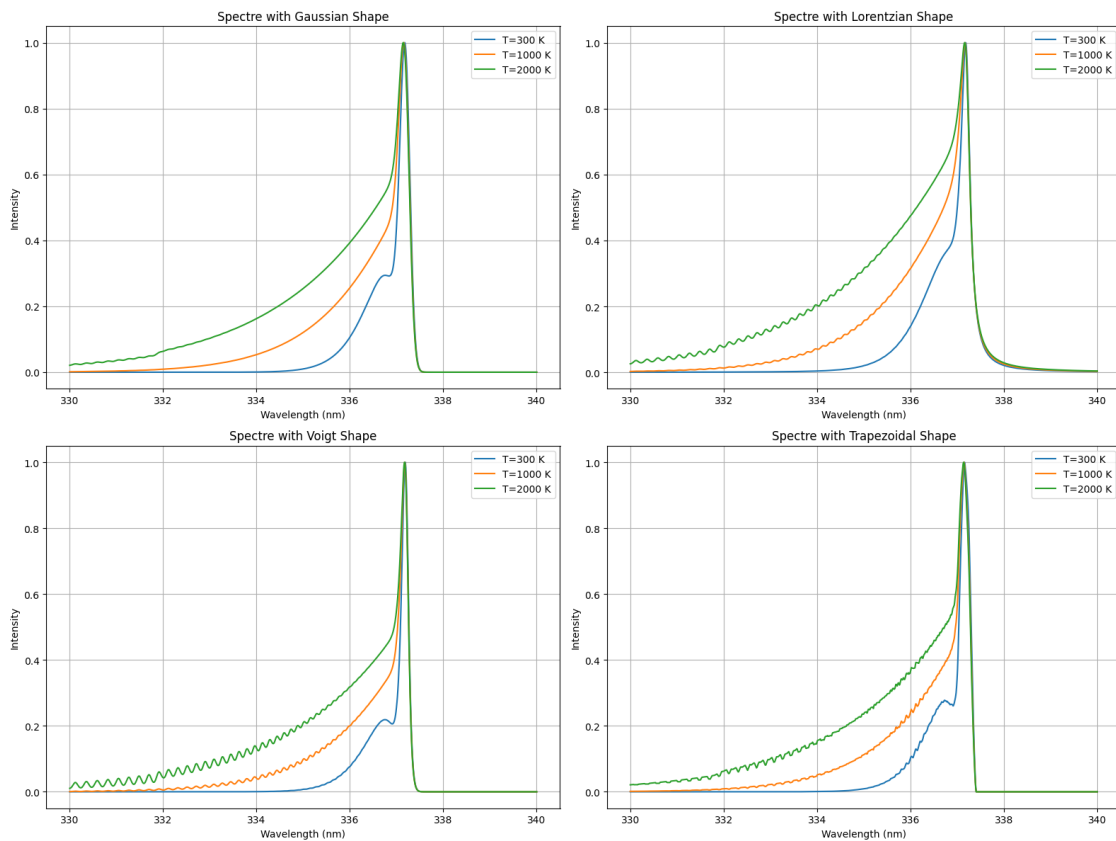 Spectre with Gaussian Shape
Intensity
1.0
0.8
0.6
0.4
0.2
0.0
T=300 K
T=1000 K
T=2000 K
330
332
334
336
338
340
Wavelength (nm)
Spectre with Lorentzian Shape
Intensity
1.0
0.8
0.6
0.4
0.2
0.0
T=300 K
T=1000 K
T=2000 K
330
332
334
336
338
340
Wavelength (nm)
Spectre with Voigt Shape
Intensity
1.0
0.8
0.6
0.4
0.2
0.0
T=300 K
T=1000 K
T=2000 K
330
332
334
336
338
340
Wavelength (nm)
Spectre with Trapezoidal Shape
Intensity
1.0
0.8
0.6
0.4
0.2
0.0
T=300 K
T=1000 K
T=2000 K
330
332
334
336
338
340
Wavelength (nm)